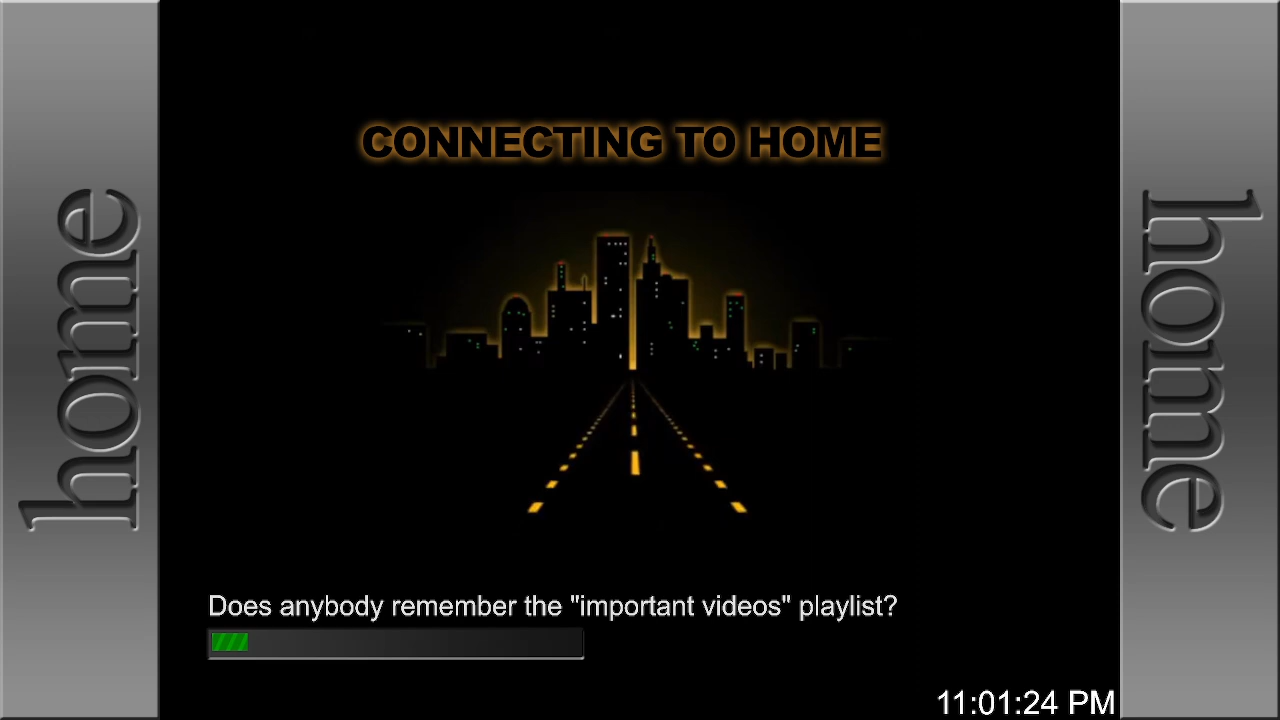 home
CONNECTING TO HOME
home
Does anybody remember the "important videos" playlist?
11:01:24 PM